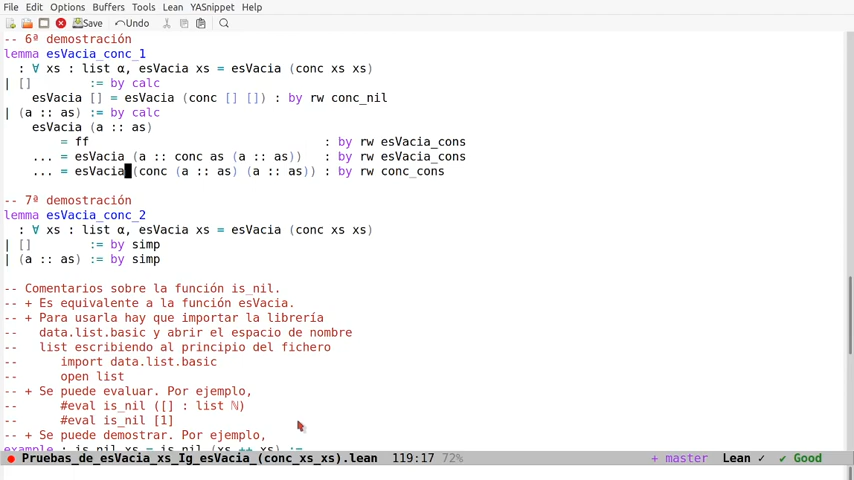 File Edit Options Buffers Tools Lean YASnippet Help
Save Undo
-- 6ª demostración
lemma esVacia_conc_1
  : ∀ xs : list α, esVacia xs = esVacia (conc xs xs)
| []        := by calc
    esVacia [] = esVacia (conc [] []) : by rw conc_nil
| (a :: as) := by calc
    esVacia (a :: as)
        = ff                                 : by rw esVacia_cons
    ... = esVacia (a :: conc as (a :: as))   : by rw esVacia_cons
    ... = esVacia (conc (a :: as) (a :: as)) : by rw conc_cons
-- 7ª demostración
lemma esVacia_conc_2
  : ∀ xs : list α, esVacia xs = esVacia (conc xs xs)
| []        := by simp
| (a :: as) := by simp
-- Comentarios sobre la función is_nil.
-- + Es equivalente a la función esVacia.
-- + Para usarla hay que importar la librería
--   data.list.basic y abrir el espacio de nombre
--   list escribiendo al principio del fichero
--      import data.list.basic
--      open list
-- + Se puede evaluar. Por ejemplo,
--      #eval is_nil ([] : list ℕ)
--      #eval is_nil [1]
-- + Se puede demostrar. Por ejemplo,
example : is_nil xs = is_nil (xs ++ xs) :=
Pruebas_de_esVacia_xs_Ig_esVacia_(conc_xs_xs).lean 119:17 72% + master Lean ✓ ✔ Good